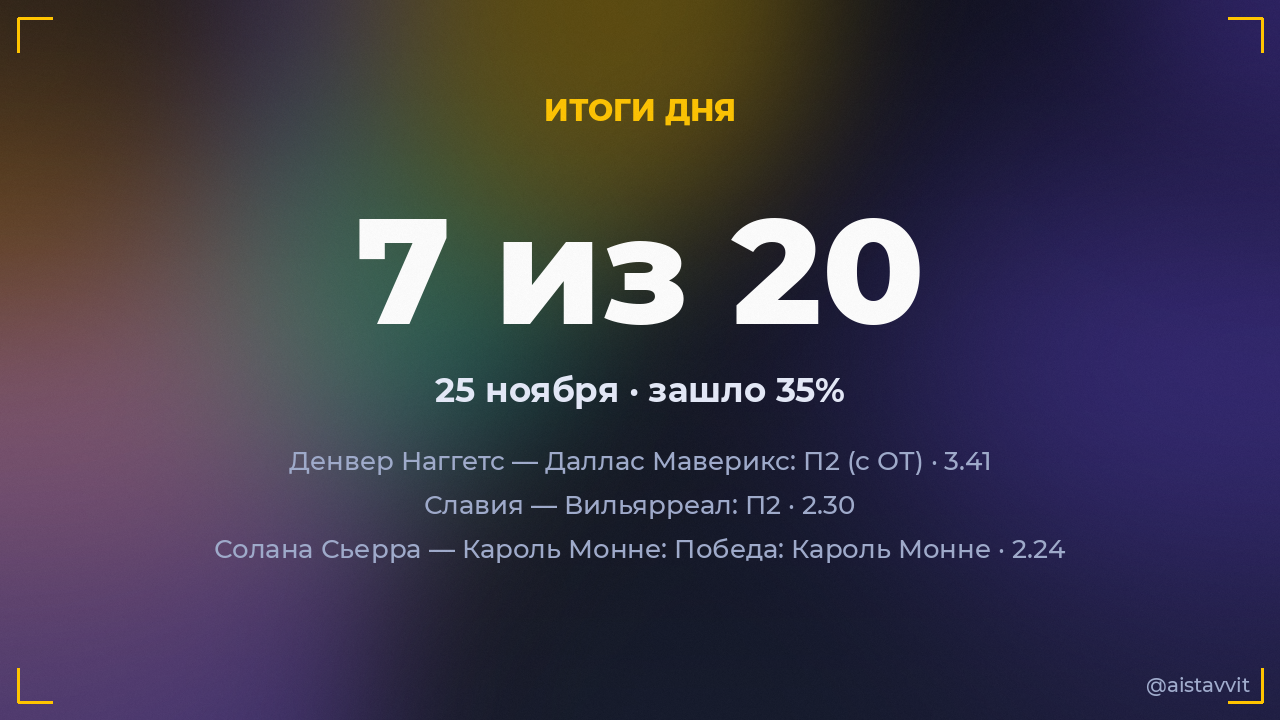 ИТОГИ ДНЯ
7 из 20
25 ноября · зашло 35%
Денвер Наггетс — Даллас Маверикс: П2 (с ОТ) · 3.41
Славия — Вильярреал: П2 · 2.30
Солана Сьерра — Кароль Монне: Победа: Кароль Монне · 2.24
@aistavvit